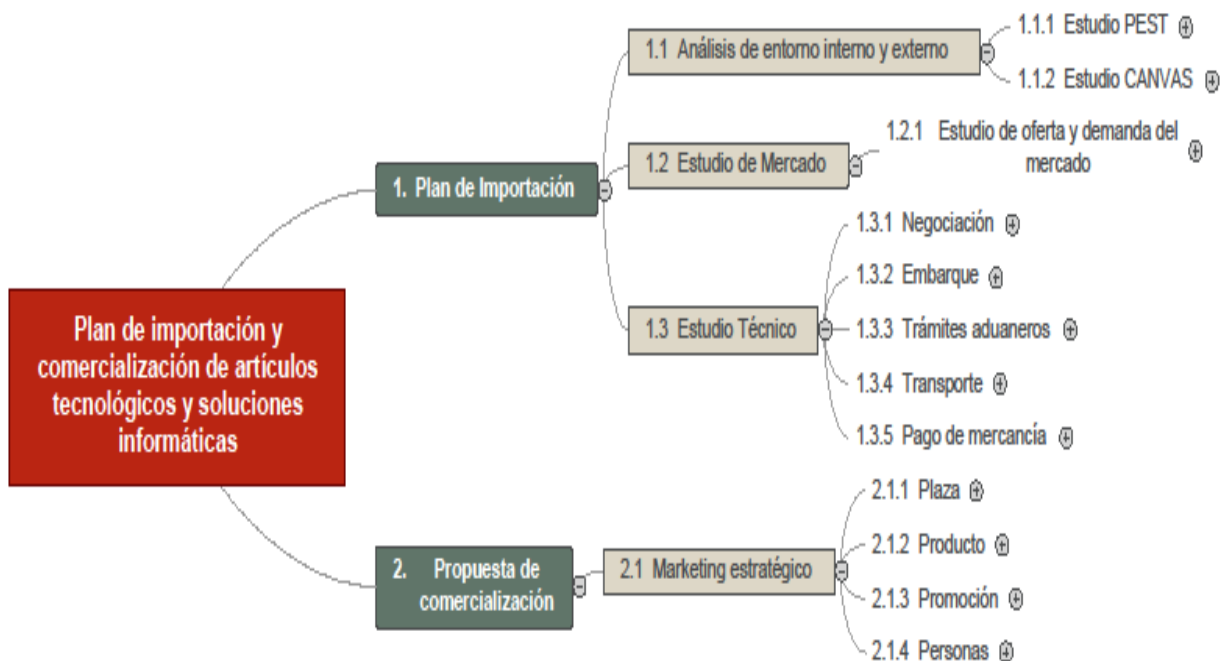 Plan de importación y
comercialización de artículos
tecnológicos y soluciones
informáticas
1. Plan de Importación
1.1 Análisis de entorno interno y externo
1.1.1 Estudio PEST
1.1.2 Estudio CANVAS
1.2 Estudio de Mercado
1.2.1 Estudio de oferta y demanda del
mercado
1.3 Estudio Técnico
1.3.1 Negociación
1.3.2 Embarque
1.3.3 Trámites aduaneros
1.3.4 Transporte
1.3.5 Pago de mercancía
2. Propuesta de
comercialización
2.1 Marketing estratégico
2.1.1 Plaza
2.1.2 Producto
2.1.3 Promoción
2.1.4 Personas